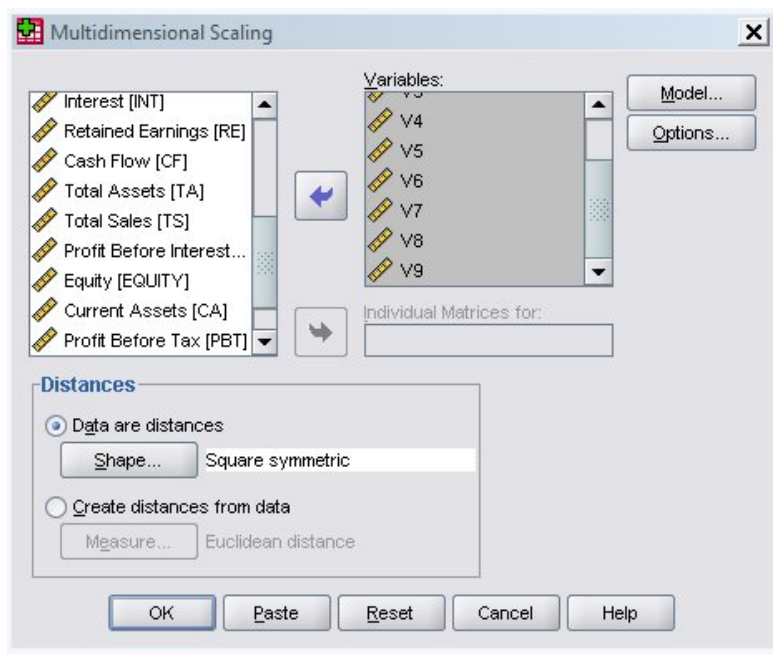 Multidimensional Scaling
Interest [INT]
Retained Earnings [RE]
Cash Flow [CF]
Total Assets [TA]
Total Sales [TS]
Profit Before Interest...
Equity [EQUITY]
Current Assets [CA]
Profit Before Tax [PBT]
Variables:
V4
V5
V6
V7
V8
V9
Individual Matrices for:
Model...
Options...
Distances
Data are distances
Shape... Square symmetric
Create distances from data
Measure... Euclidean distance
OK Paste Reset Cancel Help